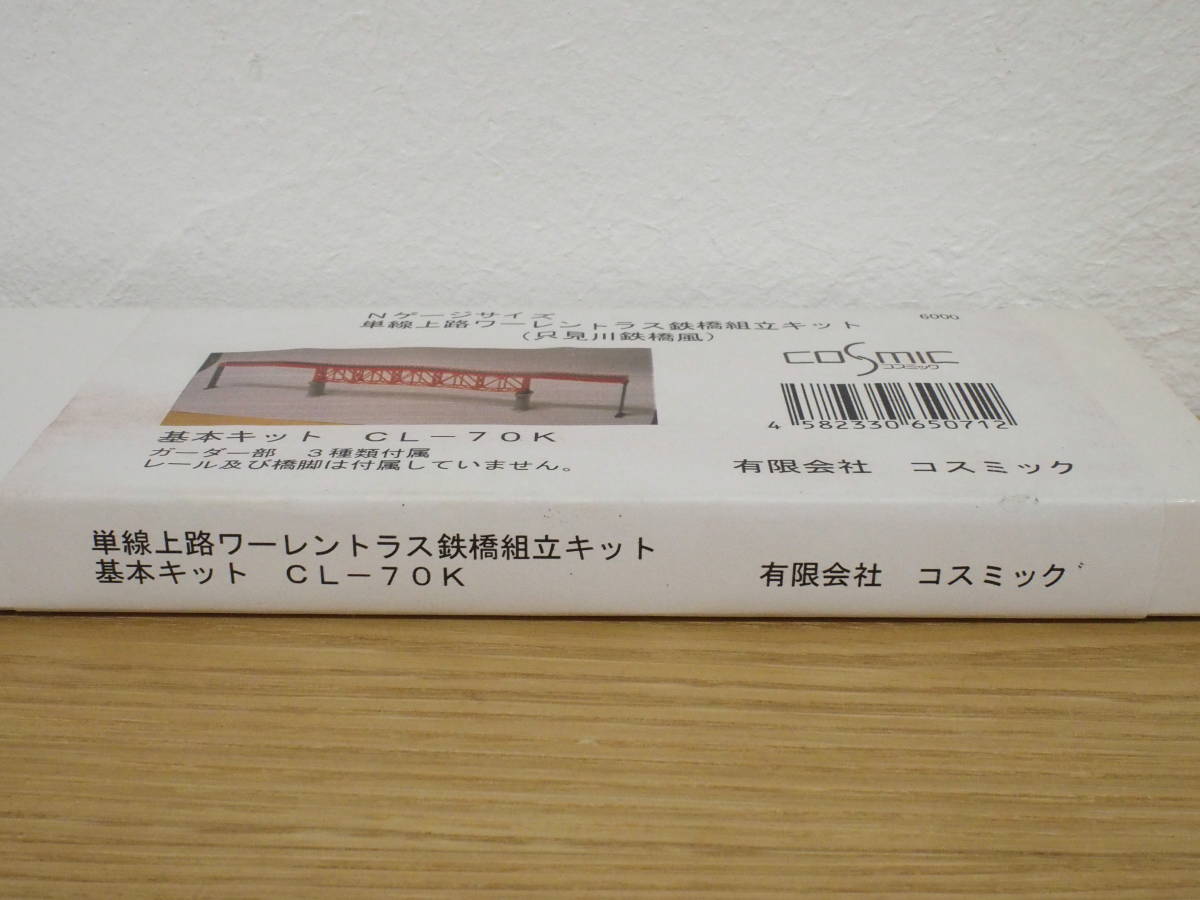 Nゲージサイズ
単線上路ワーレントラス鉄橋組立キット
(只見川鉄橋風)
6000
COSMIC
コスミック
4 582330 650712
基本キット CL-70K
ガーダー部 3種類付属
レール及び橋脚は付属していません。
有限会社 コスミック
単線上路ワーレントラス鉄橋組立キット
基本キット CL-70K
有限会社 コスミック